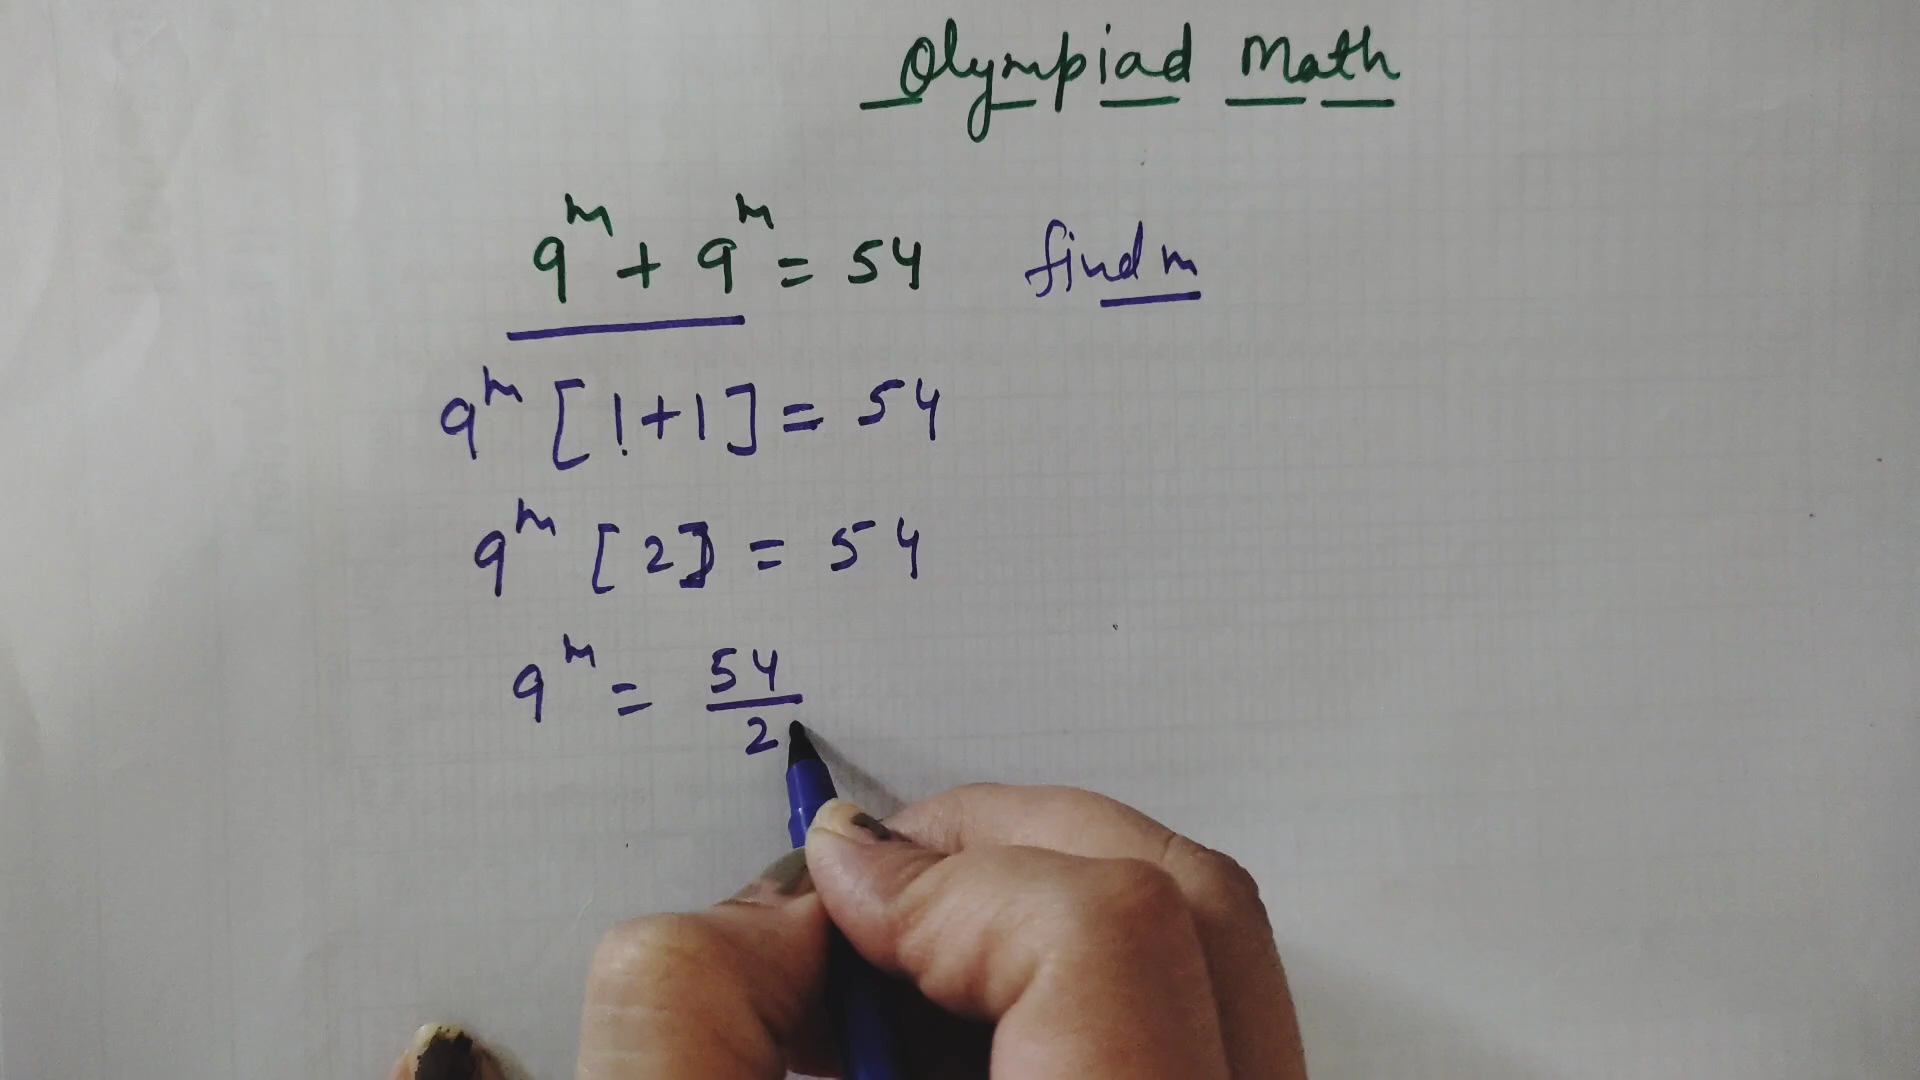 Olympiad Math
9^m + 9^m = 54 find m
9^m [1+1] = 54
9^m [2] = 54
9^m = 54/2